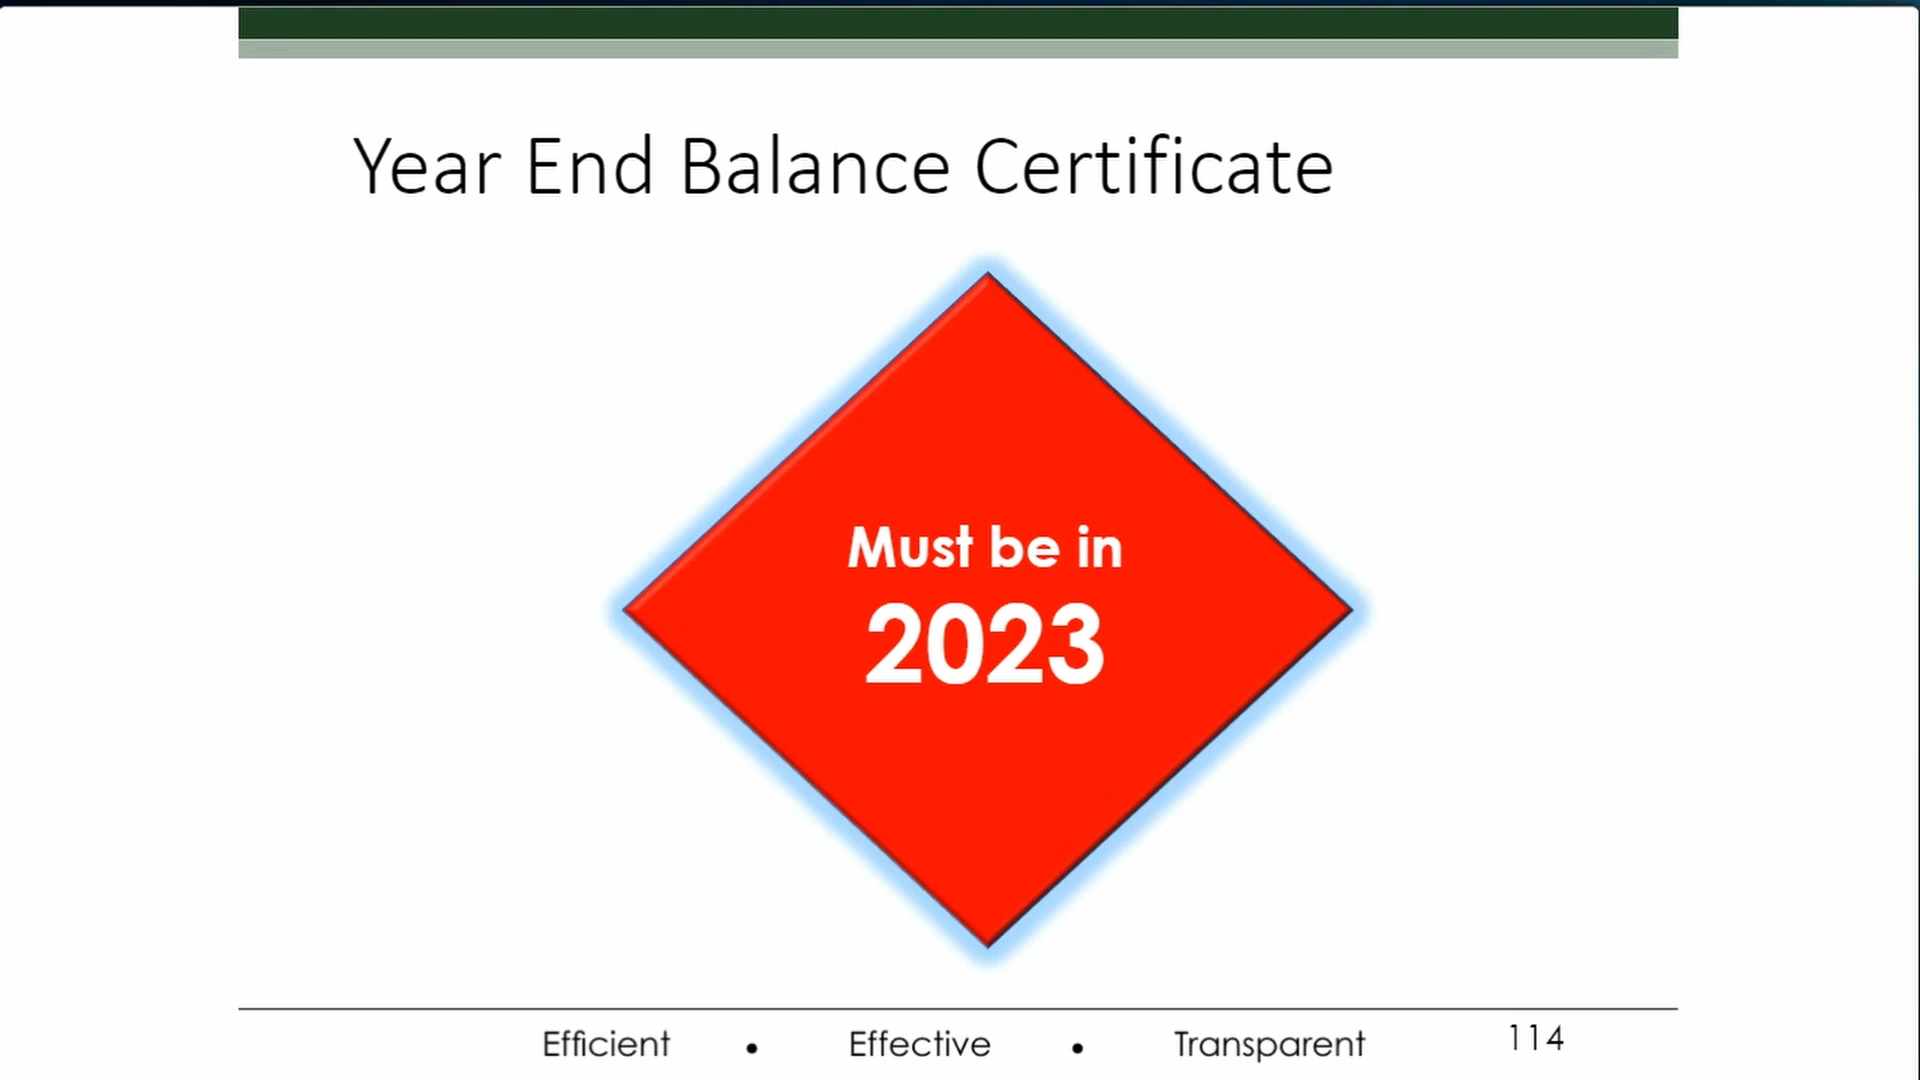 Year End Balance Certificate
Must be in
2023
Efficient • Effective • Transparent 114